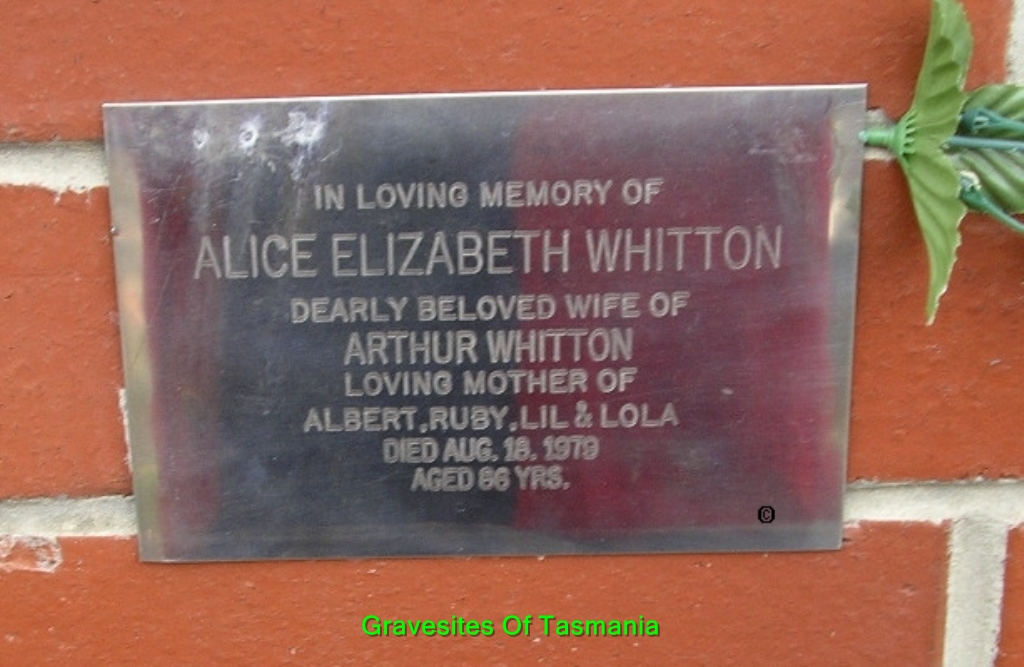 IN LOVING MEMORY OF
ALICE ELIZABETH WHITTON
DEARLY BELOVED WIFE OF
ARTHUR WHITTON
LOVING MOTHER OF
ALBERT, RUBY, LIL & LOLA
DIED AUG. 18. 1979
AGED 86 YRS.
©
Gravesites Of Tasmania